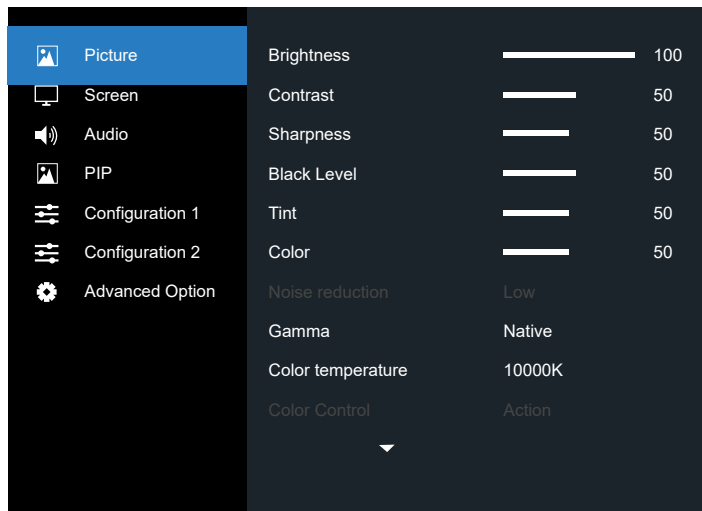 Picture
Screen
Audio
PIP
Configuration 1
Configuration 2
Advanced Option
Brightness 100
Contrast 50
Sharpness 50
Black Level 50
Tint 50
Color 50
Noise reduction Low
Gamma Native
Color temperature 10000K
Color Control Action